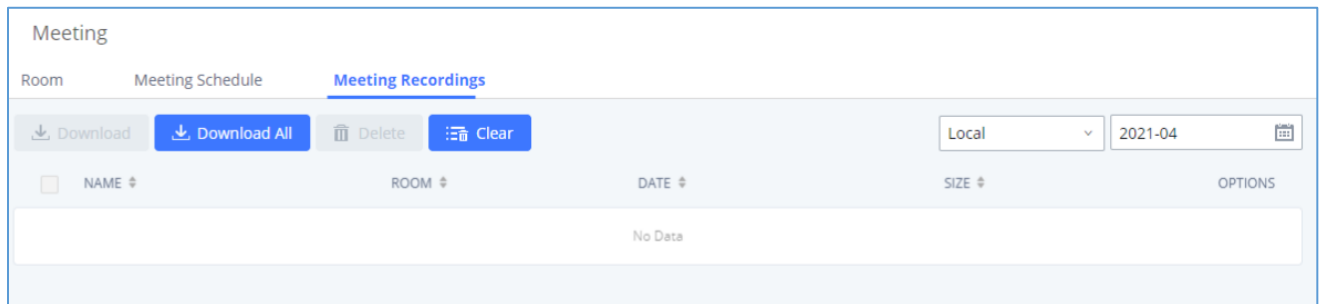 Meeting
Room Meeting Schedule Meeting Recordings
Download Download All Delete Clear Local 2021-04
NAME ROOM DATE SIZE OPTIONS
No Data